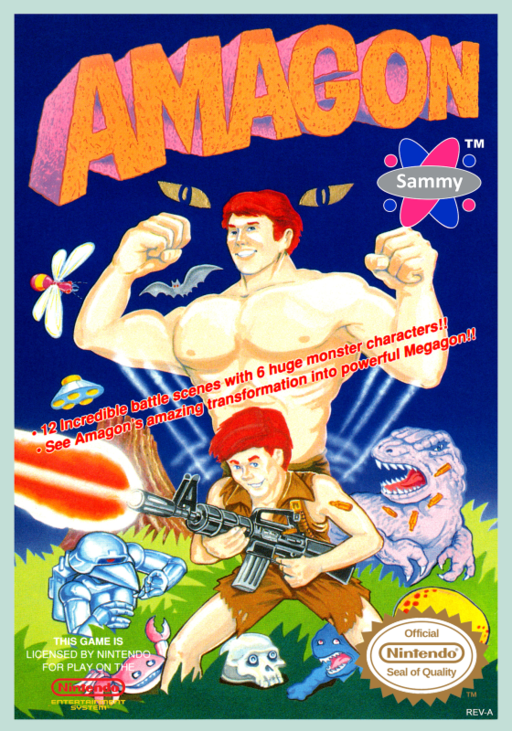 AMAGON
TM
Sammy
• 12 Incredible battle scenes with 6 huge monster characters!!
• See Amagon's amazing transformation into powerful Megagon!!
THIS GAME IS
LICENSED BY NINTENDO
FOR PLAY ON THE
Nintendo
ENTERTAINMENT
SYSTEM
Official
Nintendo
Seal of Quality
TM
REV-A